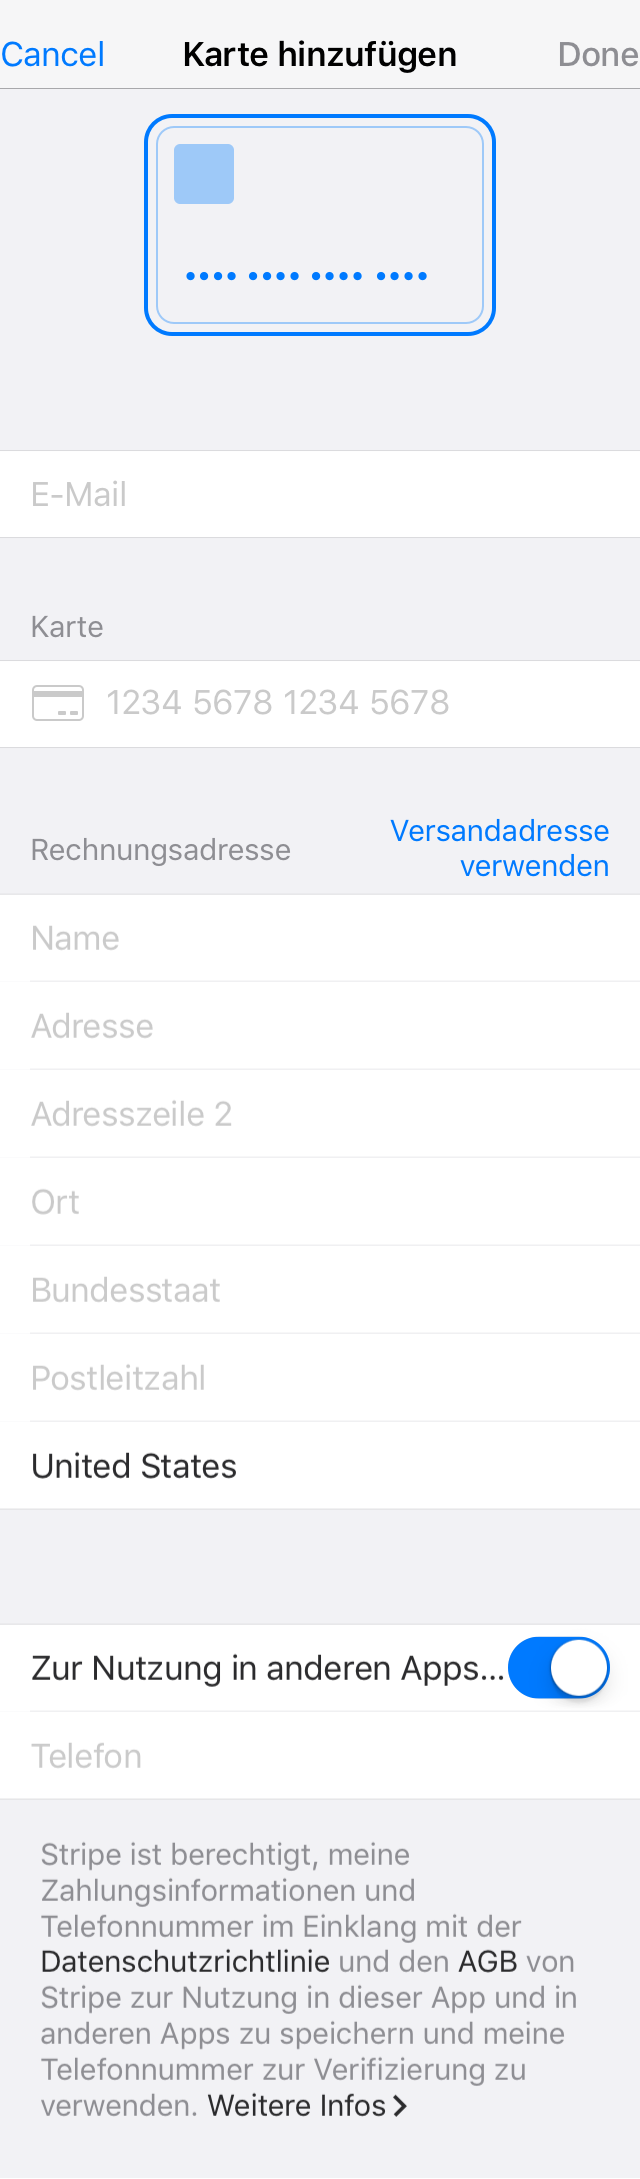 Cancel Karte hinzufügen Done
•••• •••• •••• ••••
E-Mail
Karte
1234 5678 1234 5678
Rechnungsadresse
Versandadresse
verwenden
Name
Adresse
Adresszeile 2
Ort
Bundesstaat
Postleitzahl
United States
Zur Nutzung in anderen Apps...
Telefon
Stripe ist berechtigt, meine
Zahlungsinformationen und
Telefonnummer im Einklang mit der
Datenschutzrichtlinie und den AGB von
Stripe zur Nutzung in dieser App und in
anderen Apps zu speichern und meine
Telefonnummer zur Verifizierung zu
verwenden. Weitere Infos >